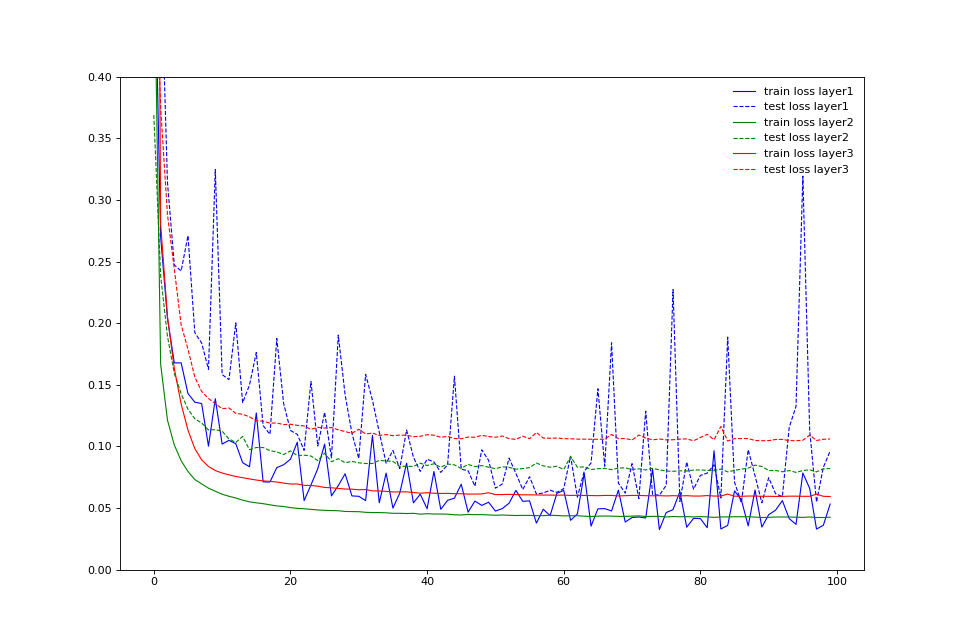 0.40
0.35
0.30
0.25
0.20
0.15
0.10
0.05
0.00
0
20
40
60
80
100
train loss layer1
test loss layer1
train loss layer2
test loss layer2
train loss layer3
test loss layer3